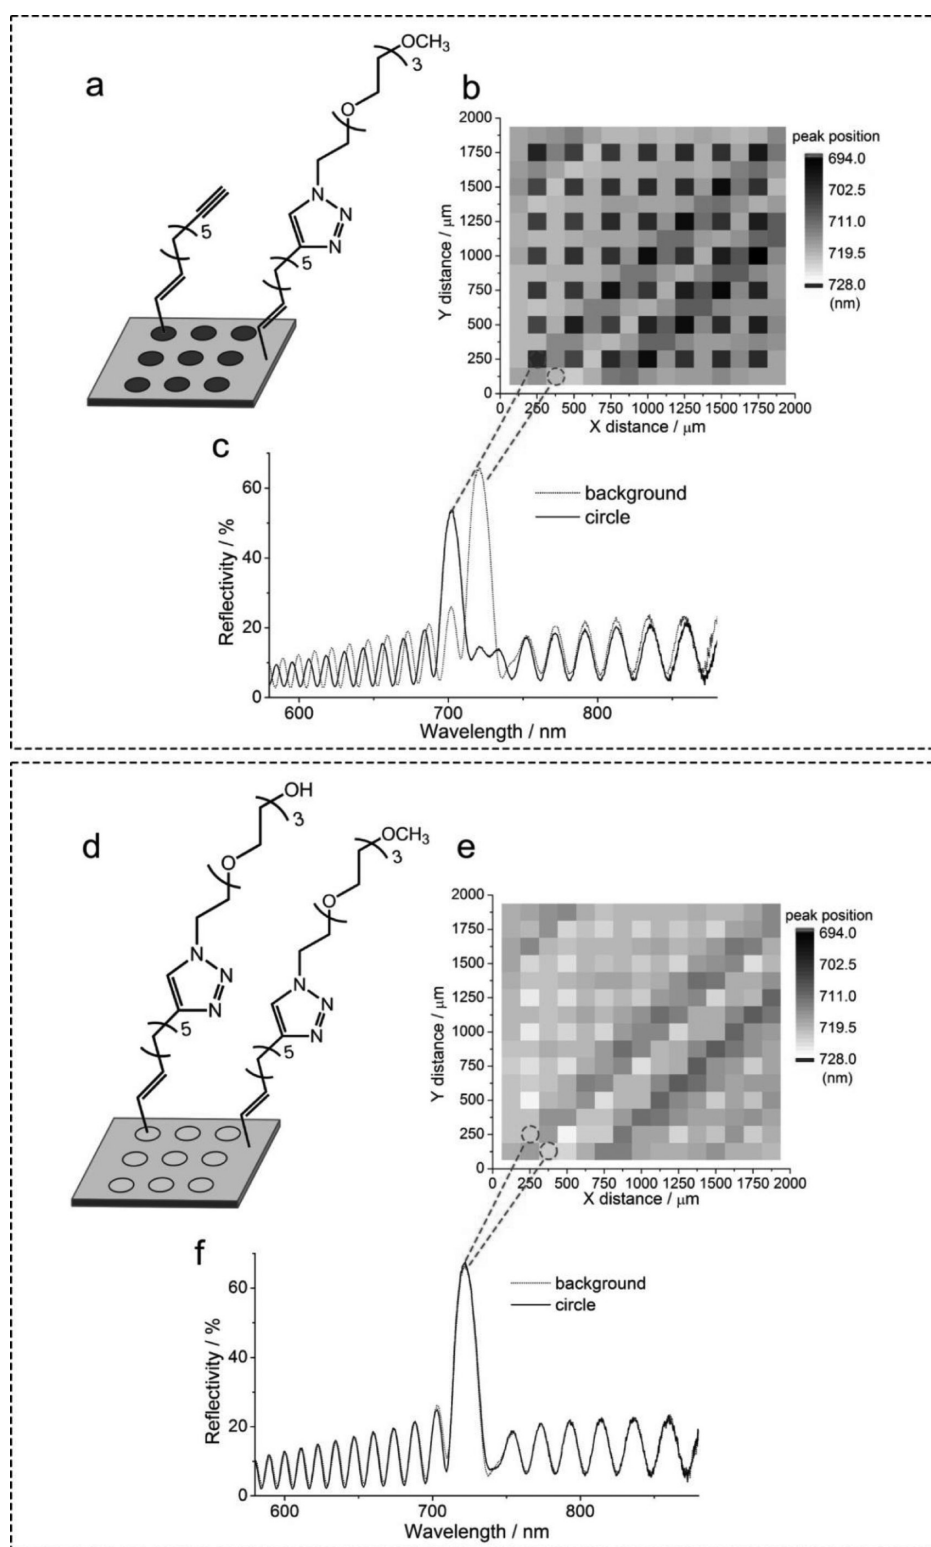 a
OCH3
3
O
N
N
N
5
5
b
2000
1750
1500
1250
1000
750
500
250
0
Y distance / μm
0 250 500 750 1000 1250 1500 1750 2000
X distance / μm
peak position
694.0
702.5
711.0
719.5
728.0
(nm)
c
60
40
20
0
Reflectivity / %
background
circle
600 700 800
Wavelength / nm
d
OH
3
O
N
N
N
5
OCH3
3
O
N
N
N
5
e
2000
1750
1500
1250
1000
750
500
250
0
Y distance / μm
0 250 500 750 1000 1250 1500 1750 2000
X distance / μm
peak position
694.0
702.5
711.0
719.5
728.0
(nm)
f
60
40
20
0
Reflectivity / %
background
circle
600 700 800
Wavelength / nm